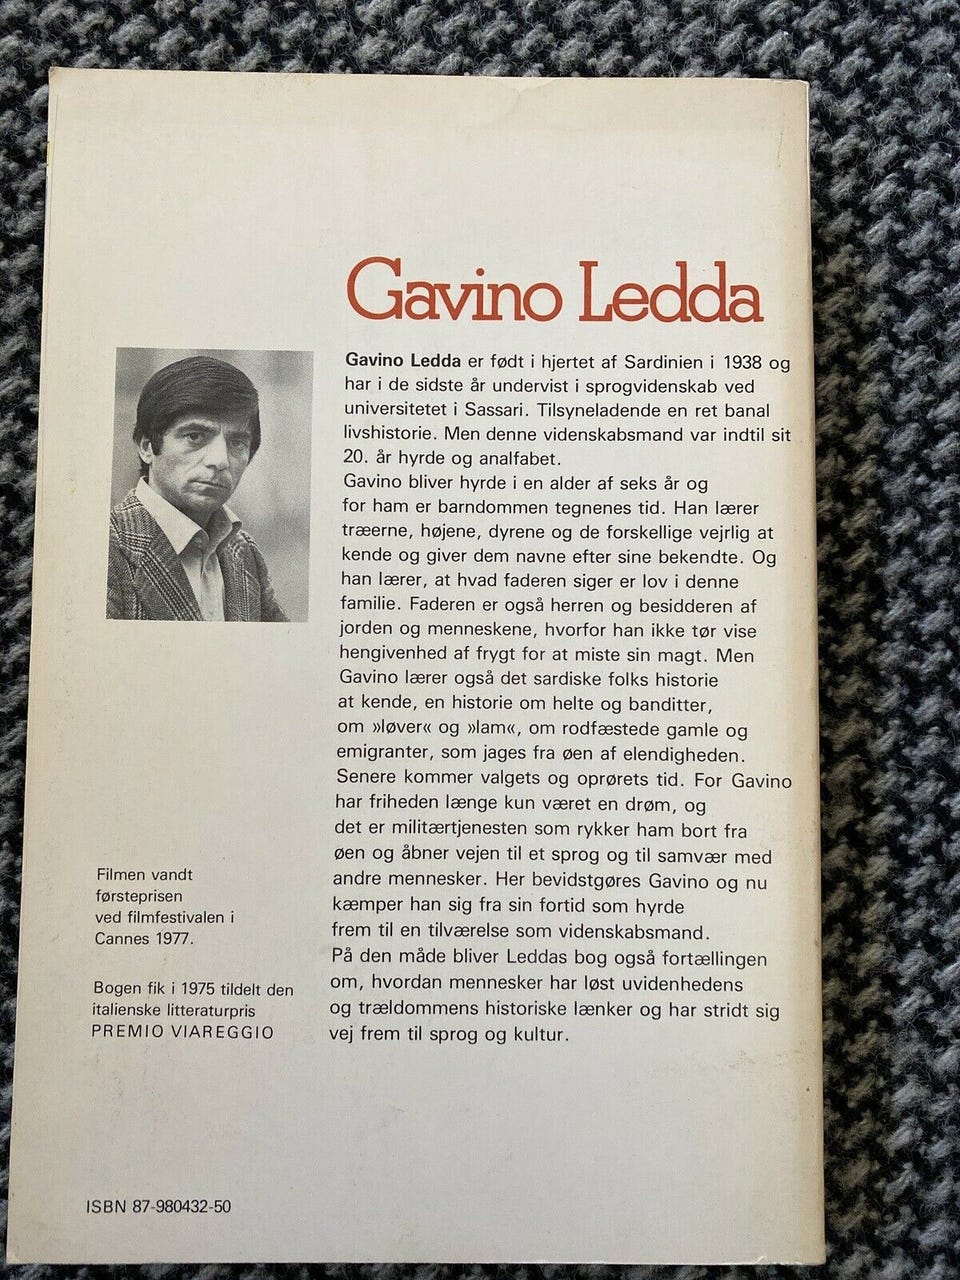 Gavino Ledda
Gavino Ledda er født i hjertet af Sardinien i 1938 og
har i de sidste år undervist i sprogvidenskab ved
universitetet i Sassari. Tilsyneladende en ret banal
livshistorie. Men denne videnskabsmand var indtil sit
20. år hyrde og analfabet.
Gavino bliver hyrde i en alder af seks år og
for ham er barndommen tegnenes tid. Han lærer
træerne, højene, dyrene og de forskellige vejrlig at
kende og giver dem navne efter sine bekendte. Og
han lærer, at hvad faderen siger er lov i denne
familie. Faderen er også herren og besidderen af
jorden og menneskene, hvorfor han ikke tør vise
hengivenhed af frygt for at miste sin magt. Men
Gavino lærer også det sardiske folks historie
at kende, en historie om helte og banditter,
om »løver« og »lam«, om rodfæstede gamle og
emigranter, som jages fra øen af elendigheden.
Senere kommer valgets og oprørets tid. For Gavino
har friheden længe kun været en drøm, og
det er militærtjenesten som rykker ham bort fra
øen og åbner vejen til et sprog og til samvær med
andre mennesker. Her bevidstgøres Gavino og nu
kæmper han sig fra sin fortid som hyrde
frem til en tilværelse som videnskabsmand.
På den måde bliver Leddas bog også fortællingen
om, hvordan mennesker har løst uvidenhedens
og trældommens historiske lænker og har stridt sig
vej frem til sprog og kultur.
Filmen vandt
førsteprisen
ved filmfestivalen i
Cannes 1977.
Bogen fik i 1975 tildelt den
italienske litteraturpris
PREMIO VIAREGGIO
ISBN 87-980432-50